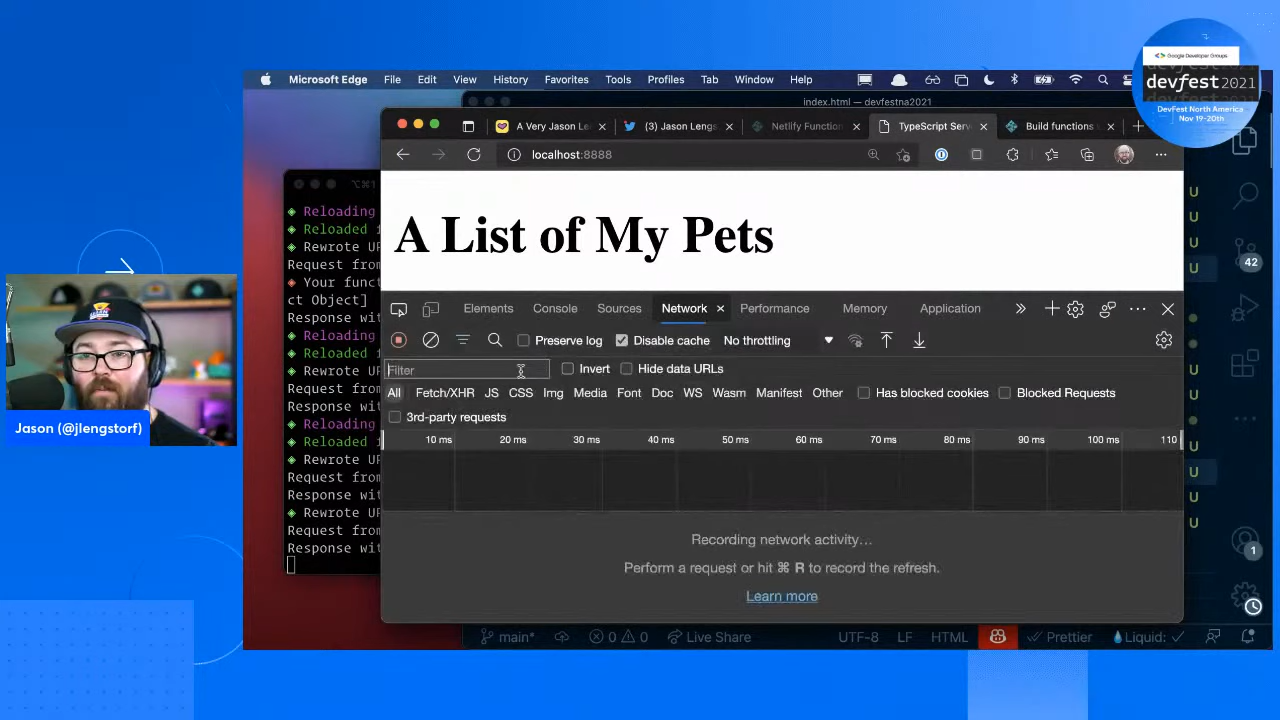 Google Developer Groups
devfest2021
DevFest North America
Nov 19-20th
Microsoft Edge File Edit View History Favorites Tools Profiles Tab Window Help
index.html — devfestna2021
A Very Jason Le
(3) Jason Lengs
Netlify Function
TypeScript Serv
Build functions u
localhost:8888
⌥⌘1
A List of My Pets
Reloading
Reloaded
Rewrote UR
Request from
Your funct
ct Object]
Response wit
Reloading
Reloaded
Rewrote UR
Request from
Response wit
Reloading
Reloaded
Rewrote UR
Request from
Response wit
Rewrote UR
Request from
Response wit
Elements Console Sources Network Performance Memory Application
Preserve log Disable cache No throttling
Filter Invert Hide data URLs
All Fetch/XHR JS CSS Img Media Font Doc WS Wasm Manifest Other Has blocked cookies Blocked Requests
3rd-party requests
10 ms 20 ms 30 ms 40 ms 50 ms 60 ms 70 ms 80 ms 90 ms 100 ms 110
Recording network activity…
Perform a request or hit ⌘ R to record the refresh.
Learn more
U
U
U
U
42
U
U
U
U
1
main* 0 0 Live Share UTF-8 LF HTML Prettier Liquid: ✓
Jason (@jlengstorf)